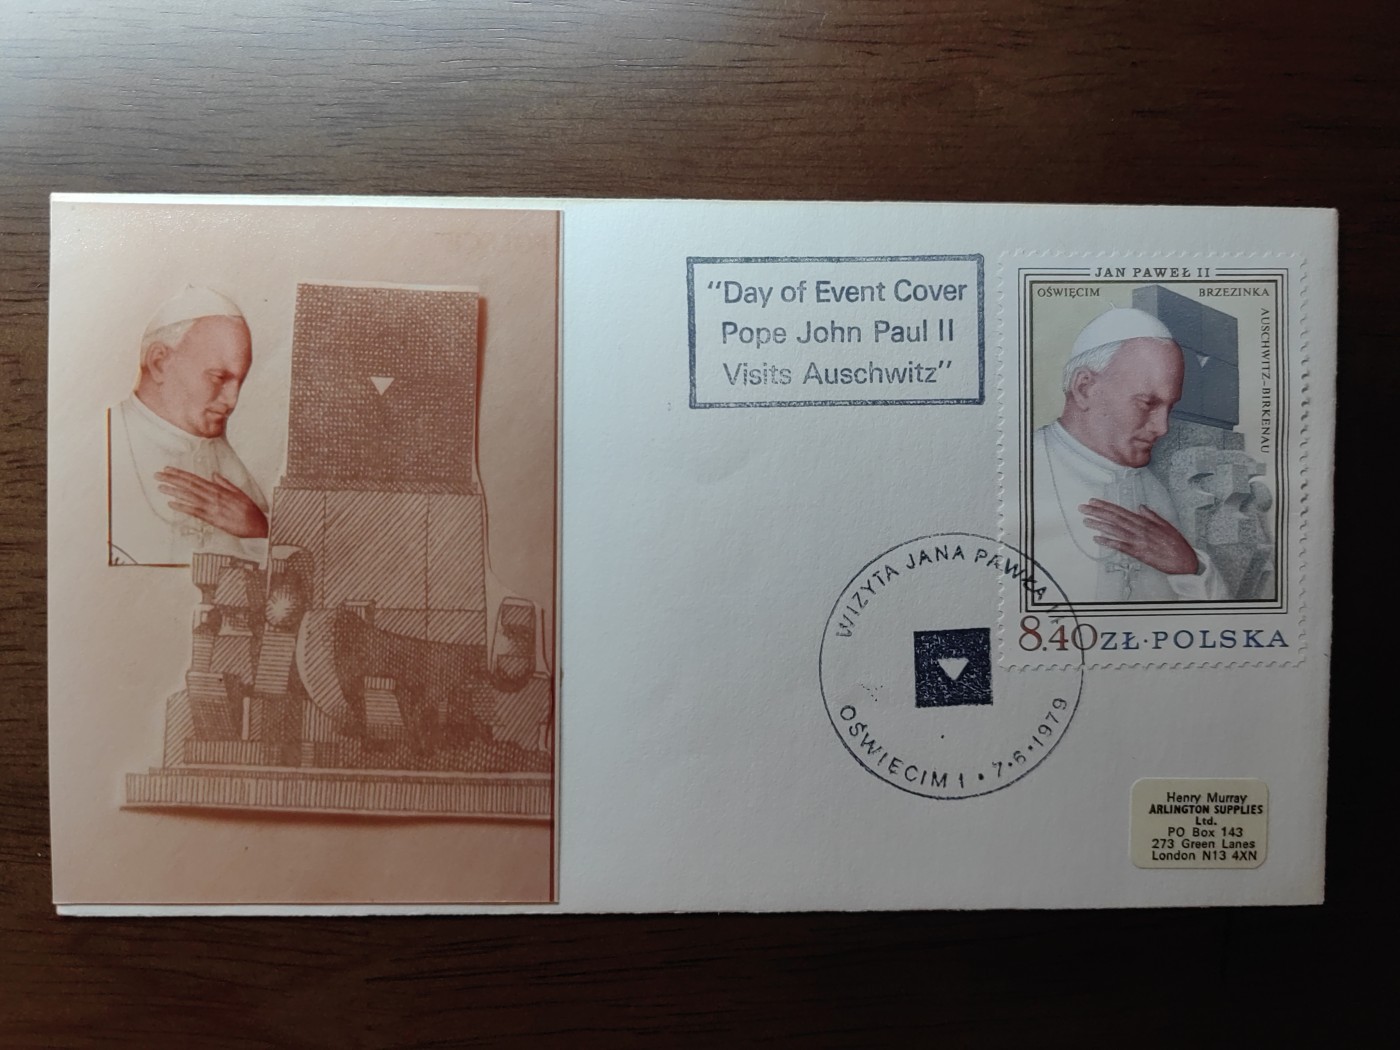 "Day of Event Cover
Pope John Paul II
Visits Auschwitz"
JAN PAWEŁ II
OŚWIĘCIM BRZEZINKA
AUSCHWITZ-BIRKENAU
8.40ZŁ·POLSKA
WIZYTA JANA PAWŁA II
OŚWIĘCIM 1 • 7·6·1979
Henry Murray
ARLINGTON SUPPLIES
Ltd.
PO Box 143
273 Green Lanes
London N13 4XN